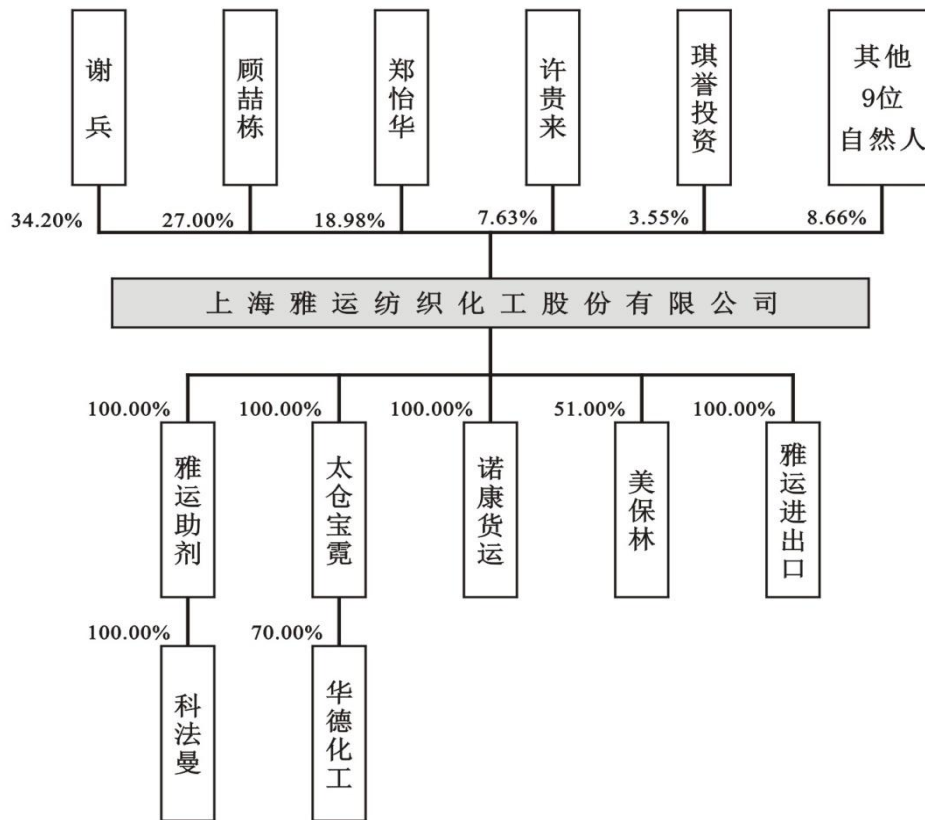 谢兵
顾喆栋
郑怡华
许贵来
琪誉投资
其他
9位
自然人
34.20%
27.00%
18.98%
7.63%
3.55%
8.66%
上海雅运纺织化工股份有限公司
100.00%
100.00%
100.00%
51.00%
100.00%
雅运助剂
太仓宝霓
诺康货运
美保林
雅运进出口
100.00%
70.00%
科法曼
华德化工